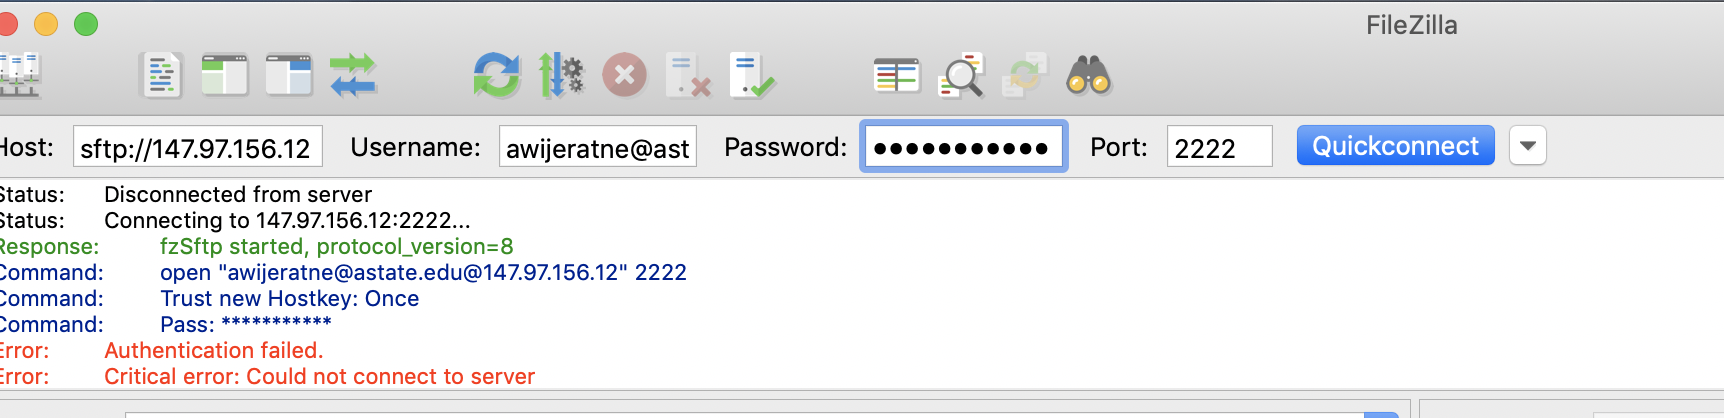 FileZilla
Host: sftp://147.97.156.12 Username: awijeratne@ast Password: ●●●●●●●●●●● Port: 2222 Quickconnect
Status: Disconnected from server
Status: Connecting to 147.97.156.12:2222...
Response: fzSftp started, protocol_version=8
Command: open "awijeratne@astate.edu@147.97.156.12" 2222
Command: Trust new Hostkey: Once
Command: Pass: ***********
Error: Authentication failed.
Error: Critical error: Could not connect to server